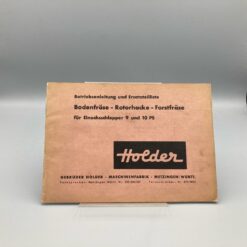 Betriebsanleitung und Ersatzteilliste
Bodenfräse - Rotorhacke - Forstfräse
für Einachsschlepper 9 und 10 PS
Holder
GEBRÜDER HOLDER - MASCHINENFABRIK - METZINGEN-WÜRTT.